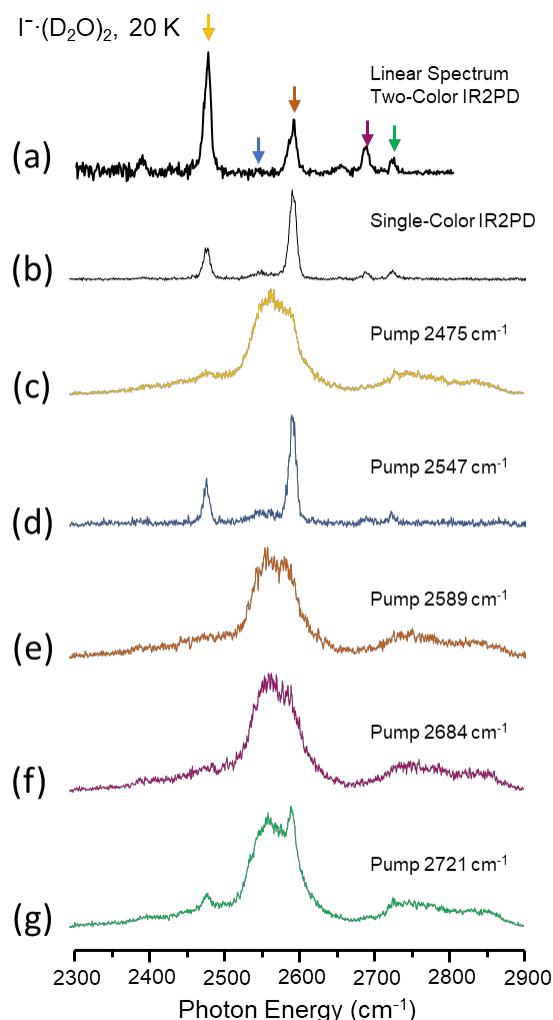 I⁻·(D₂O)₂, 20 K
Linear Spectrum
Two-Color IR2PD
(a)
Single-Color IR2PD
(b)
Pump 2475 cm⁻¹
(c)
Pump 2547 cm⁻¹
(d)
Pump 2589 cm⁻¹
(e)
Pump 2684 cm⁻¹
(f)
Pump 2721 cm⁻¹
(g)
2300 2400 2500 2600 2700 2800 2900
Photon Energy (cm⁻¹)